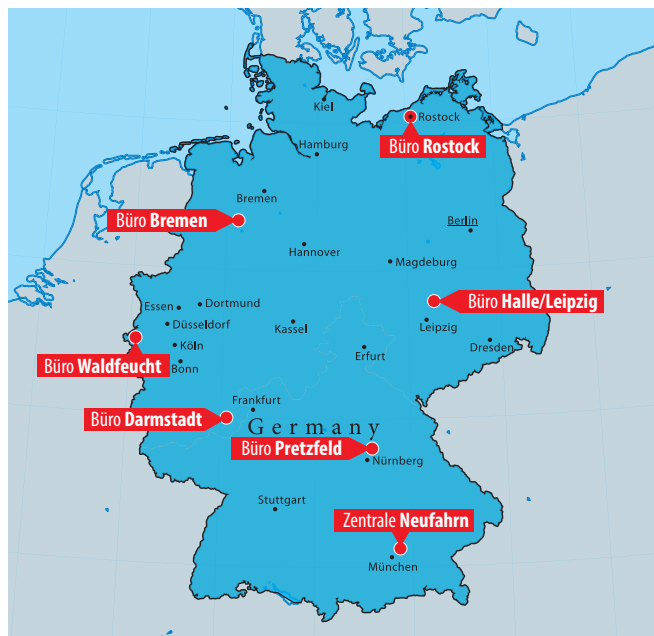 Kiel
Rostock
Hamburg
Büro Rostock
Bremen
Büro Bremen
Berlin
Hannover
Magdeburg
Büro Halle/Leipzig
Essen
Dortmund
Düsseldorf
Kassel
Leipzig
Köln
Erfurt
Dresden
Büro Waldfeucht
Bonn
Frankfurt
Büro Darmstadt
Germany
Büro Pretzfeld
Nürnberg
Stuttgart
Zentrale Neufahrn
München